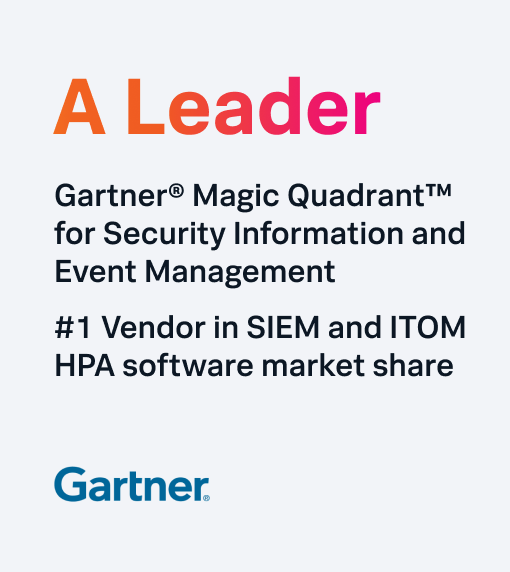 A Leader
Gartner® Magic Quadrant™
for Security Information and
Event Management
#1 Vendor in SIEM and ITOM
HPA software market share
Gartner®